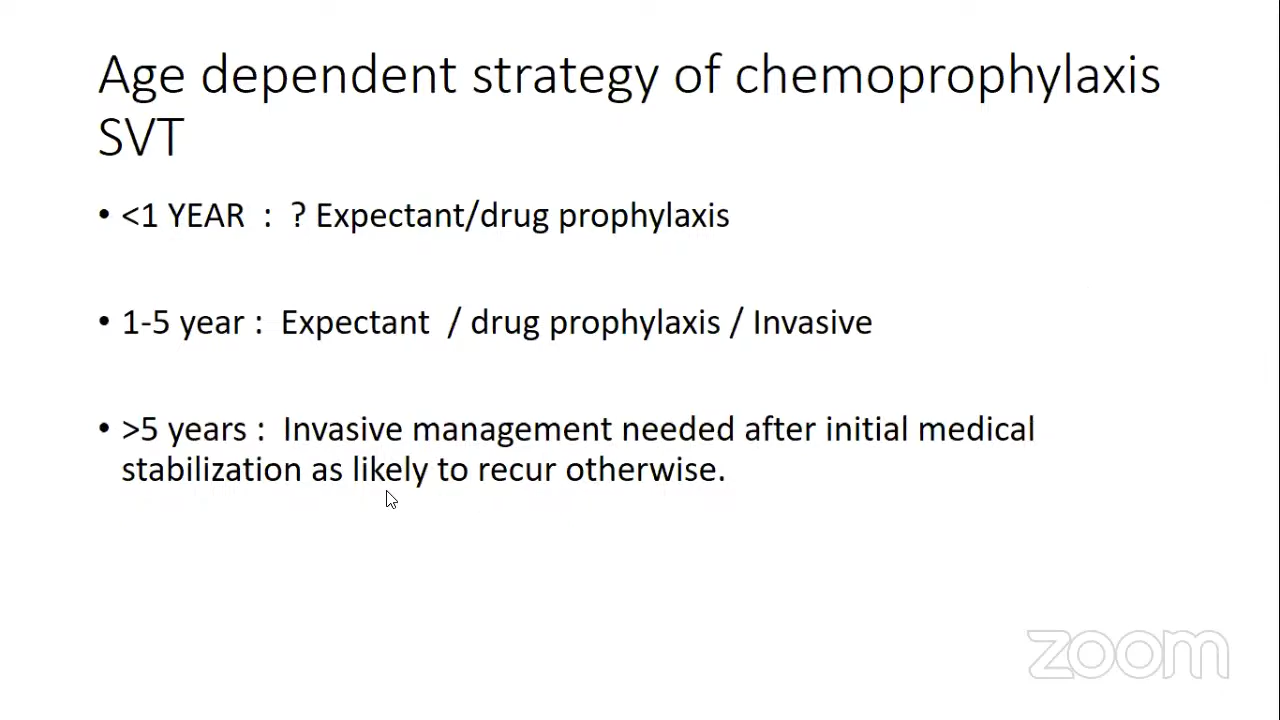 Age dependent strategy of chemoprophylaxis
SVT
• <1 YEAR  :  ? Expectant/drug prophylaxis
• 1-5 year :  Expectant  / drug prophylaxis / Invasive
• >5 years :  Invasive management needed after initial medical
stabilization as likely to recur otherwise.
zoom